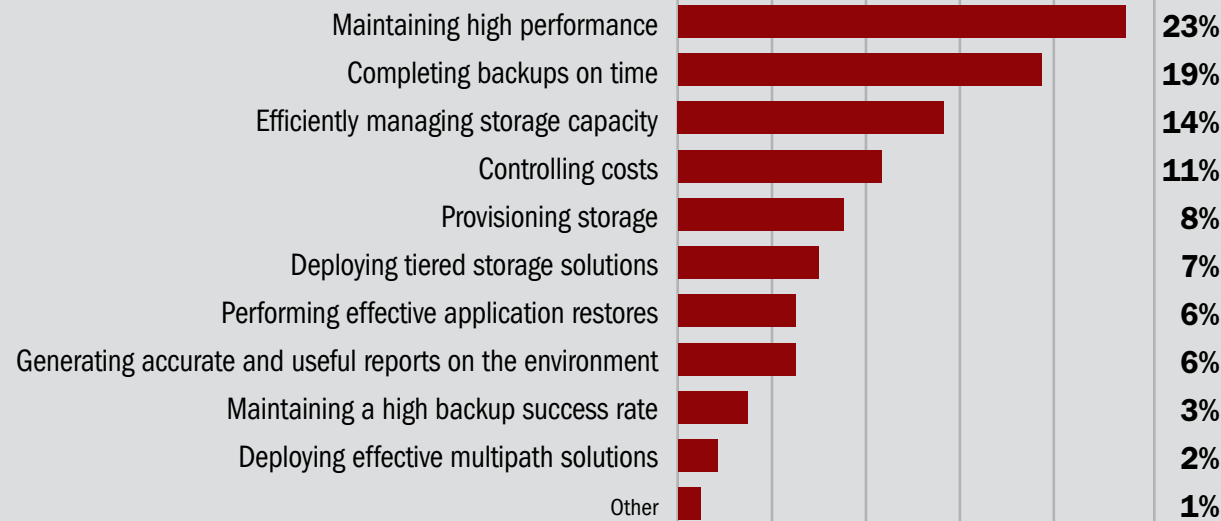 Maintaining high performance 23%
Completing backups on time 19%
Efficiently managing storage capacity 14%
Controlling costs 11%
Provisioning storage 8%
Deploying tiered storage solutions 7%
Performing effective application restores 6%
Generating accurate and useful reports on the environment 6%
Maintaining a high backup success rate 3%
Deploying effective multipath solutions 2%
Other 1%